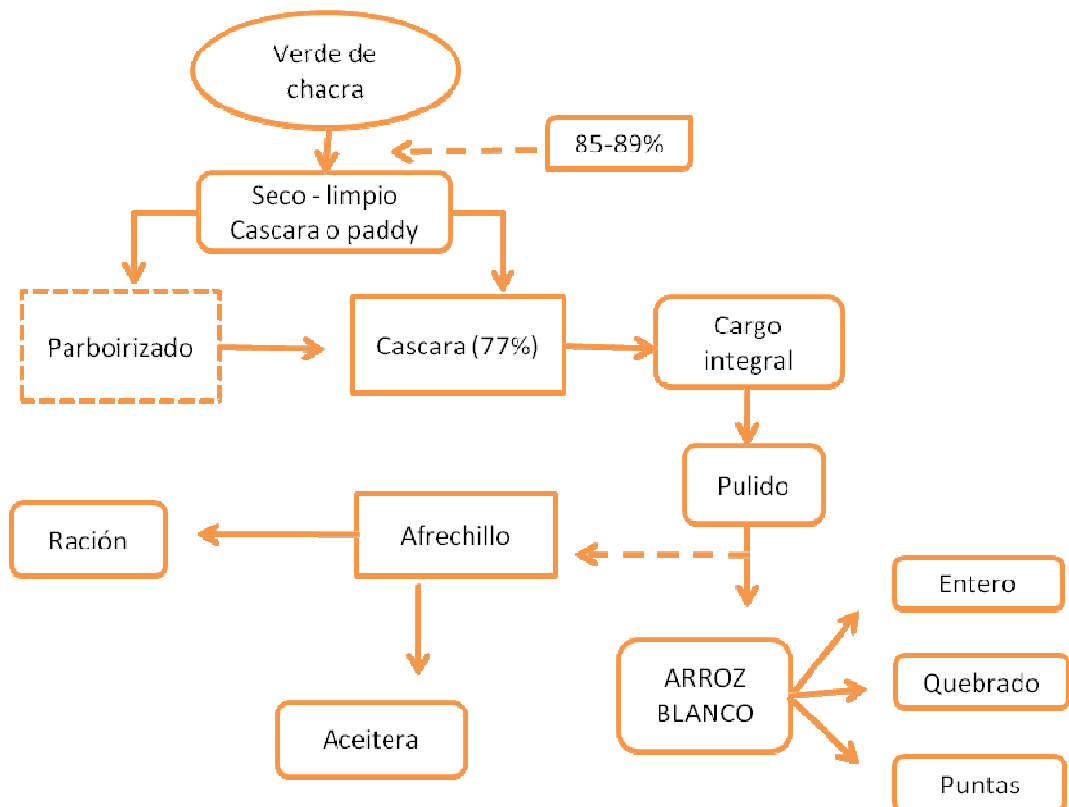 Verde de
chacra
85-89%
Seco - limpio
Cascara o paddy
Parboirizado
Cascara (77%)
Cargo
integral
Pulido
Ración
Afrechillo
Entero
ARROZ
BLANCO
Quebrado
Aceitera
Puntas